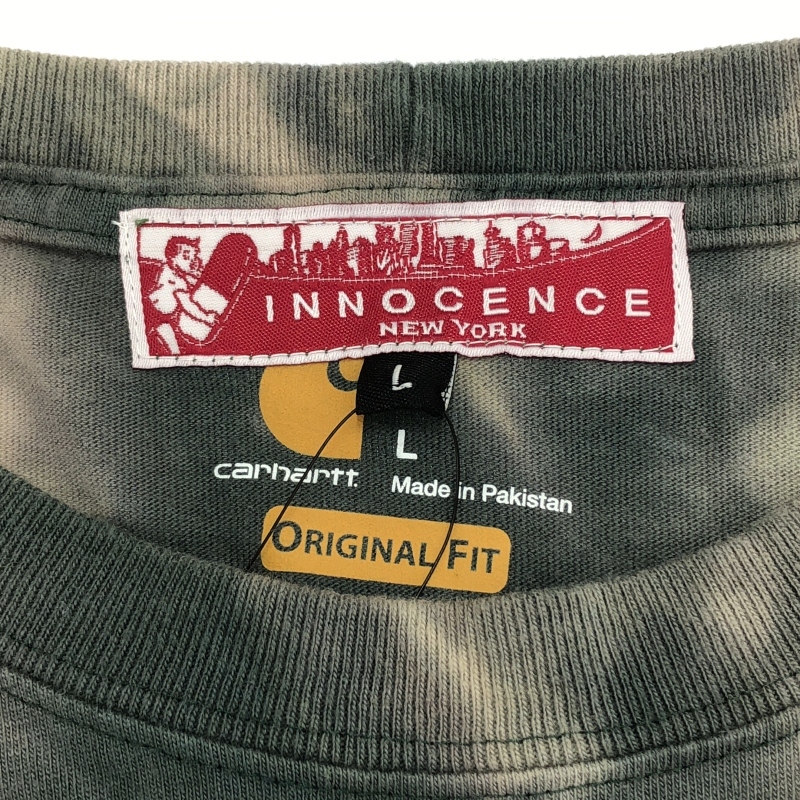 INNOCENCE
NEW YORK
L
L
carhartt
Made in Pakistan
ORIGINAL FIT